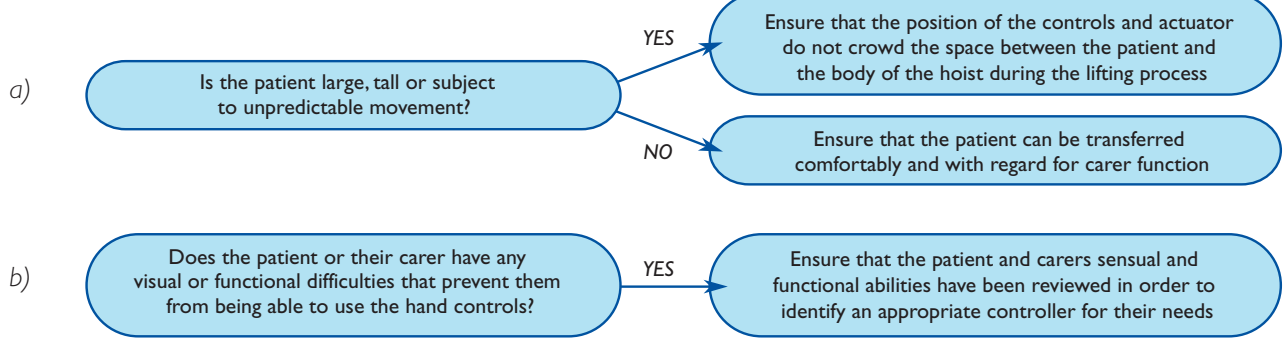 a)
Is the patient large, tall or subject
to unpredictable movement?
YES
Ensure that the position of the controls and actuator
do not crowd the space between the patient and
the body of the hoist during the lifting process
NO
Ensure that the patient can be transferred
comfortably and with regard for carer function
b)
Does the patient or their carer have any
visual or functional difficulties that prevent them
from being able to use the hand controls?
YES
Ensure that the patient and carers sensual and
functional abilities have been reviewed in order to
identify an appropriate controller for their needs